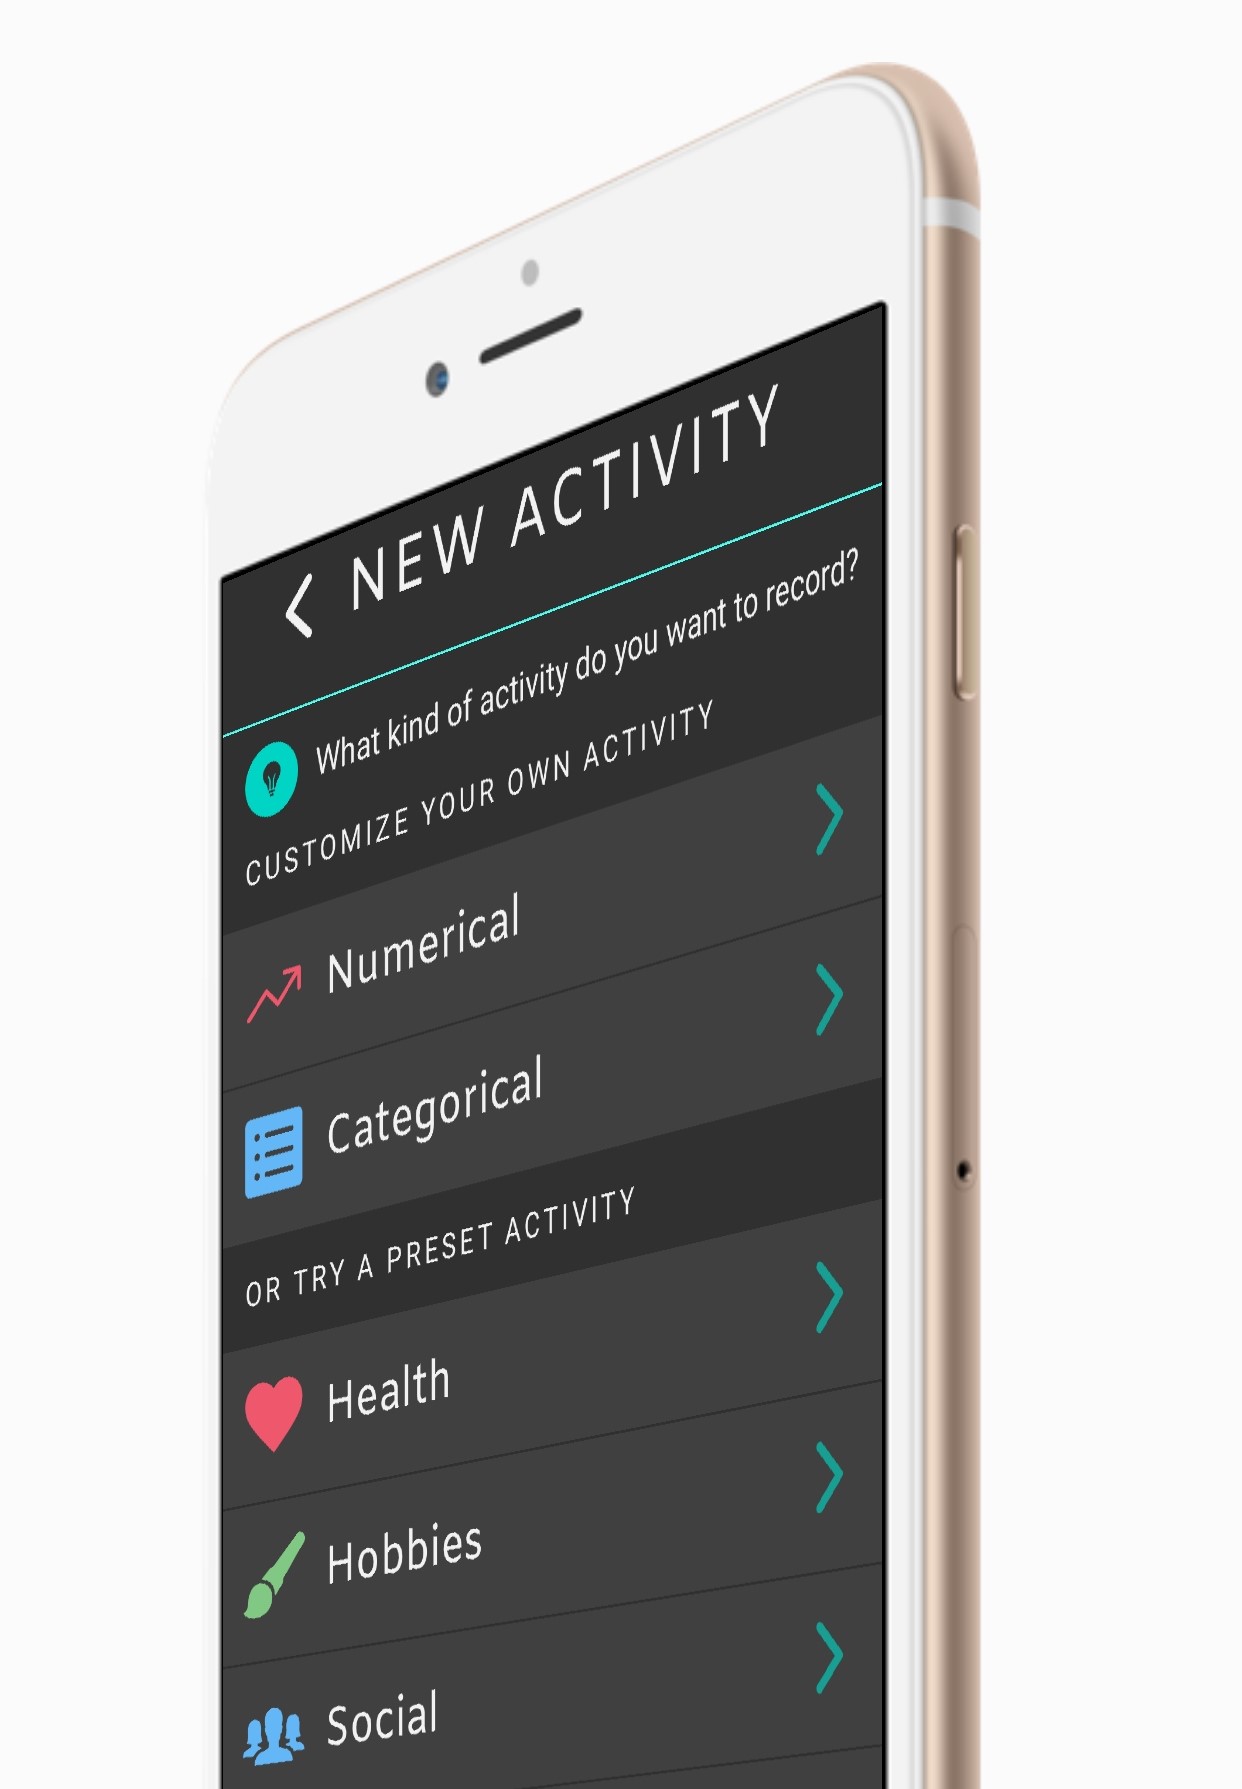 NEW ACTIVITY
What kind of activity do you want to record?
CUSTOMIZE YOUR OWN ACTIVITY
Numerical
Categorical
OR TRY A PRESET ACTIVITY
Health
Hobbies
Social